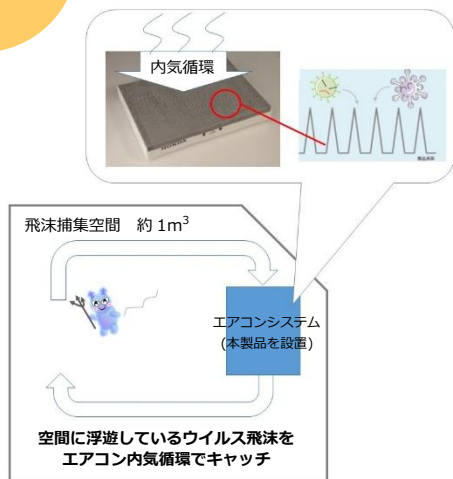 内気循環
飛沫捕集空間　約 1m³
エアコンシステム
(本製品を設置)
空間に浮遊しているウイルス飛沫を
エアコン内気循環でキャッチ